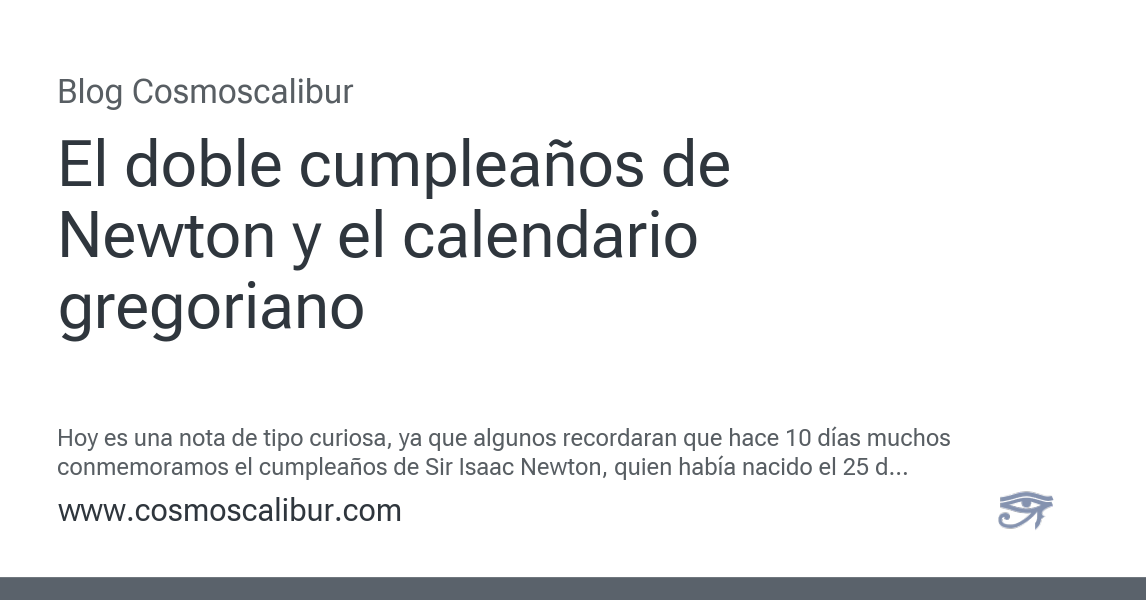 Blog Cosmoscalibur
El doble cumpleaños de
Newton y el calendario
gregoriano
Hoy es una nota de tipo curiosa, ya que algunos recordaran que hace 10 días muchos
conmemoramos el cumpleaños de Sir Isaac Newton, quien había nacido el 25 d...
www.cosmoscalibur.com